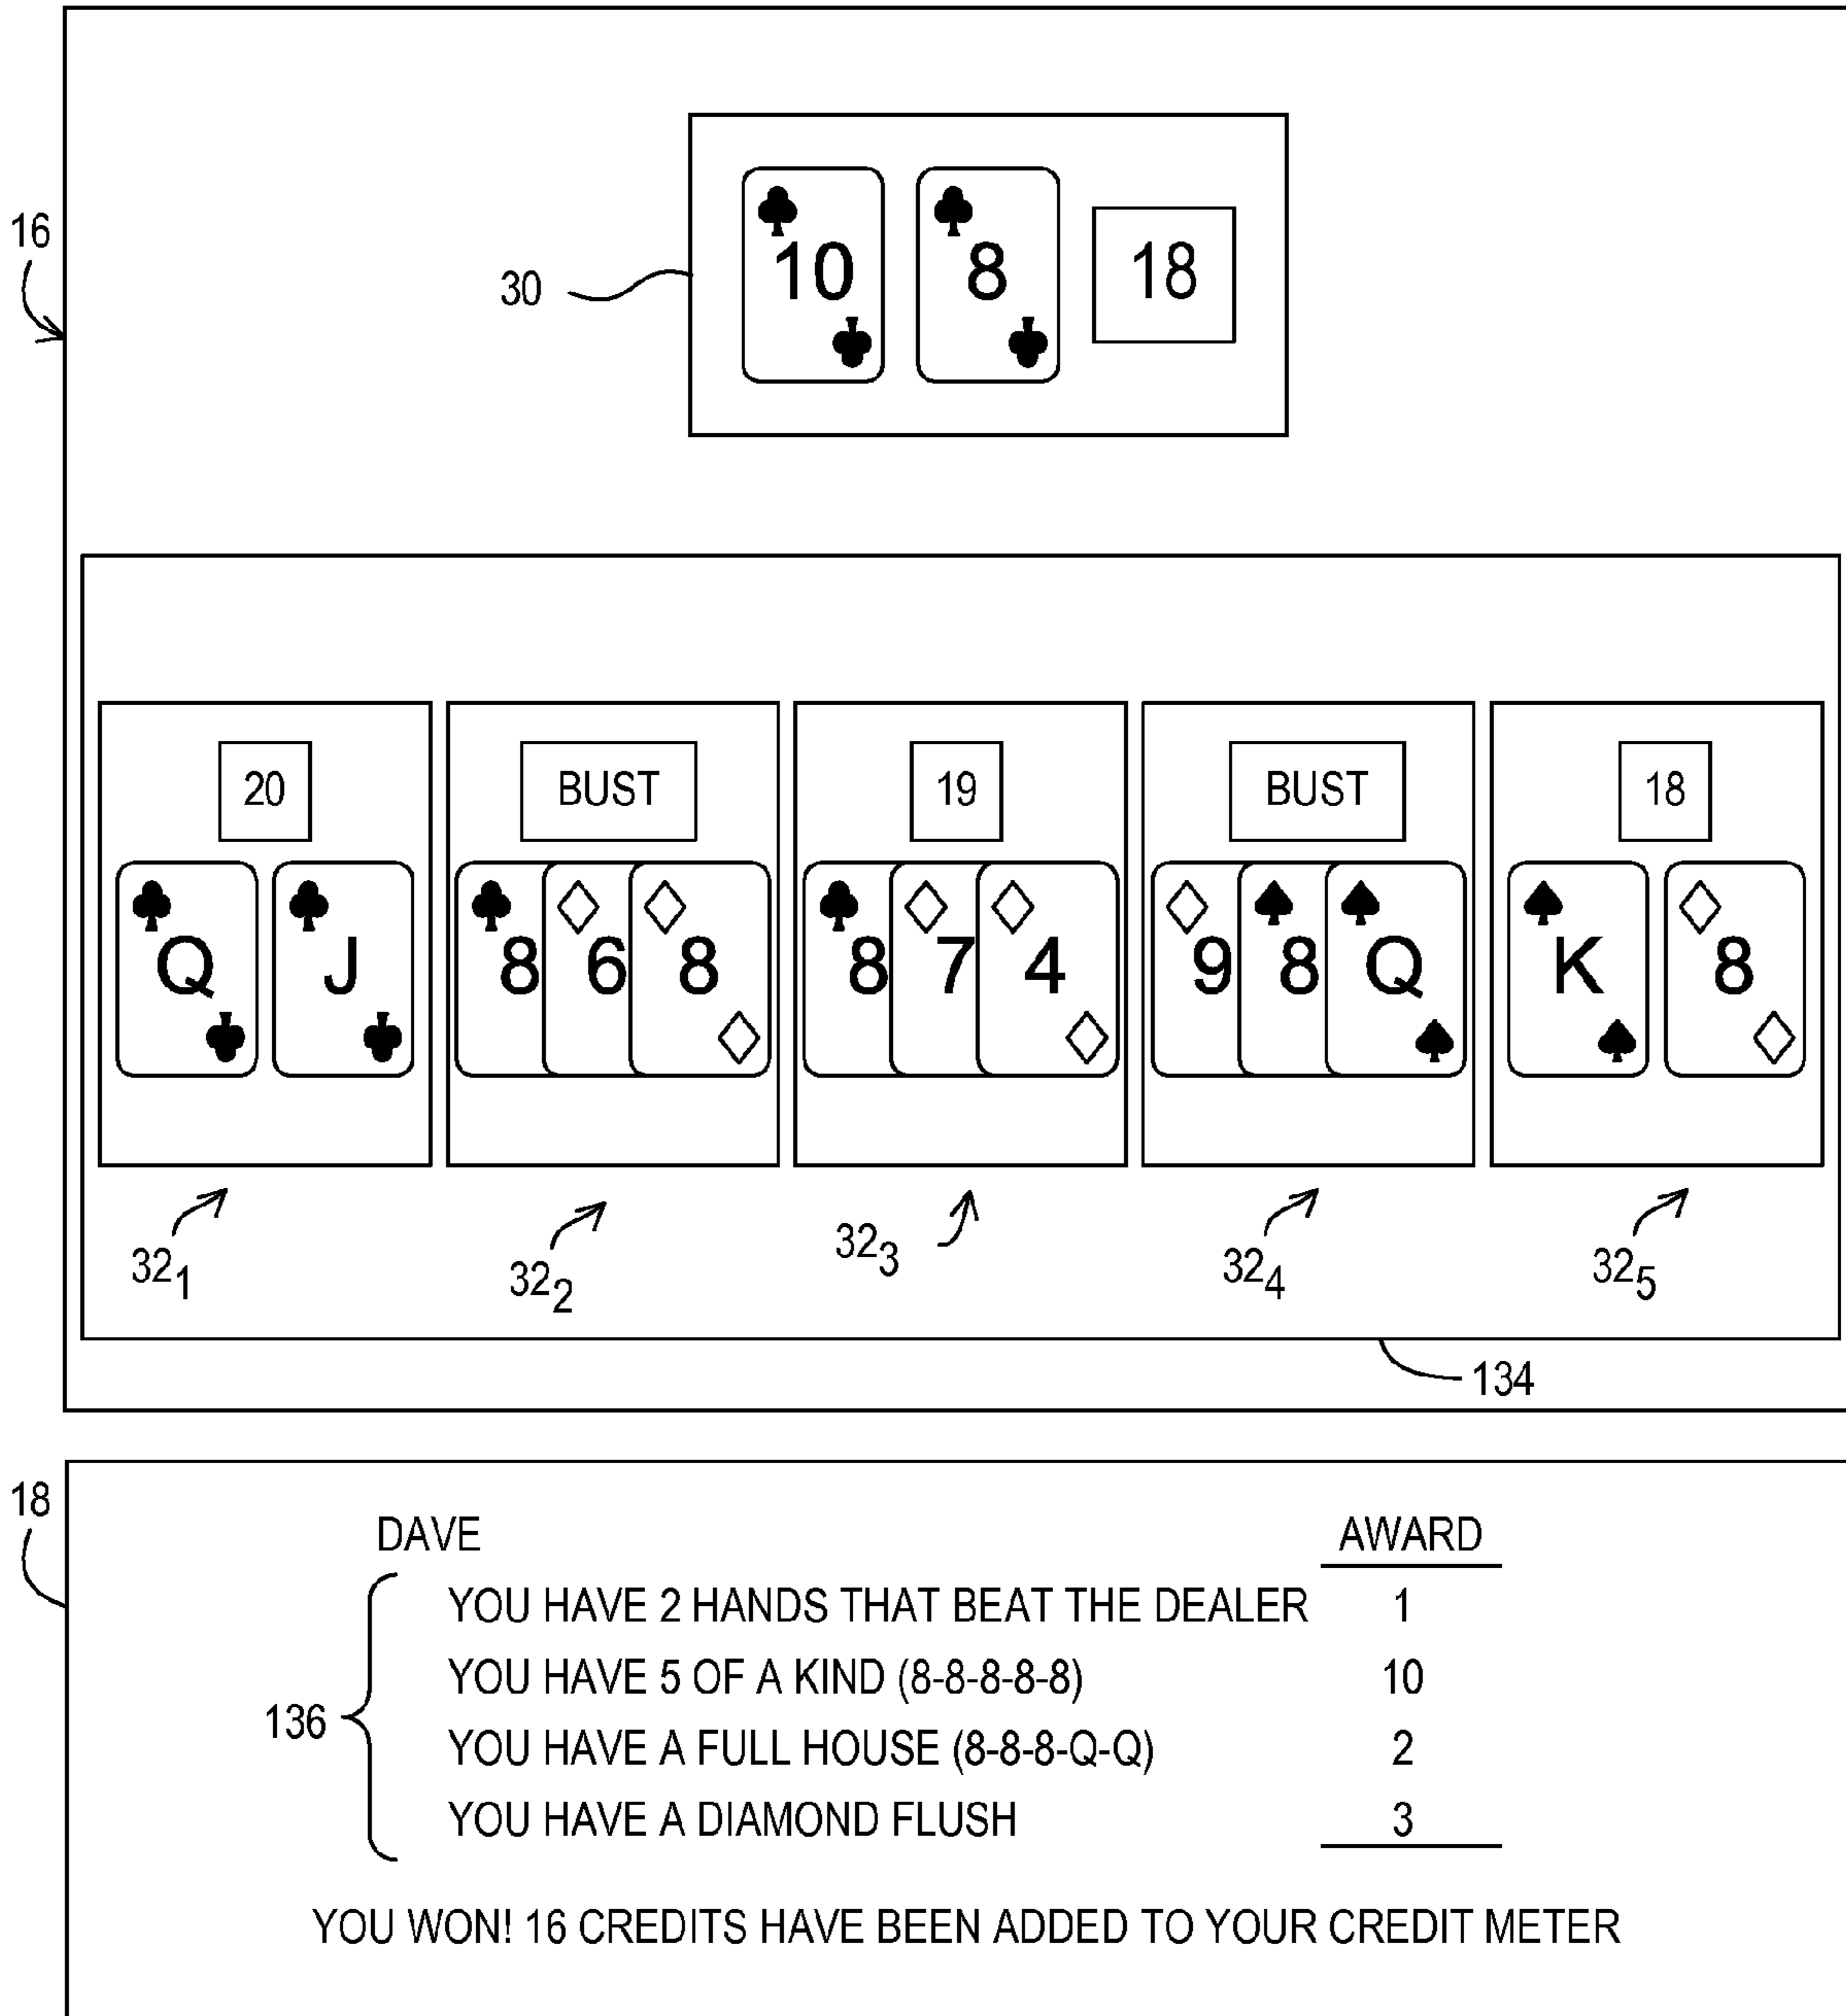 16
30
10 8 18
20 BUST 19 BUST 18
Q J 8 6 8 8 7 4 9 8 Q K 8
32₁ 32₂ 32₃ 32₄ 32₅
134
18
DAVE AWARD
YOU HAVE 2 HANDS THAT BEAT THE DEALER 1
YOU HAVE 5 OF A KIND (8-8-8-8-8) 10
136
YOU HAVE A FULL HOUSE (8-8-8-Q-Q) 2
YOU HAVE A DIAMOND FLUSH 3
YOU WON! 16 CREDITS HAVE BEEN ADDED TO YOUR CREDIT METER